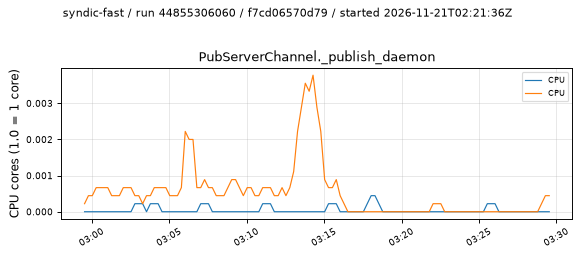 syndic-fast / run 44855306060 / f7cd06570d79 / started 2026-11-21T02:21:36Z
PubServerChannel._publish_daemon
CPU cores (1.0 = 1 core)
0.003
0.002
0.001
0.000
CPU
CPU
03:00
03:05
03:10
03:15
03:20
03:25
03:30